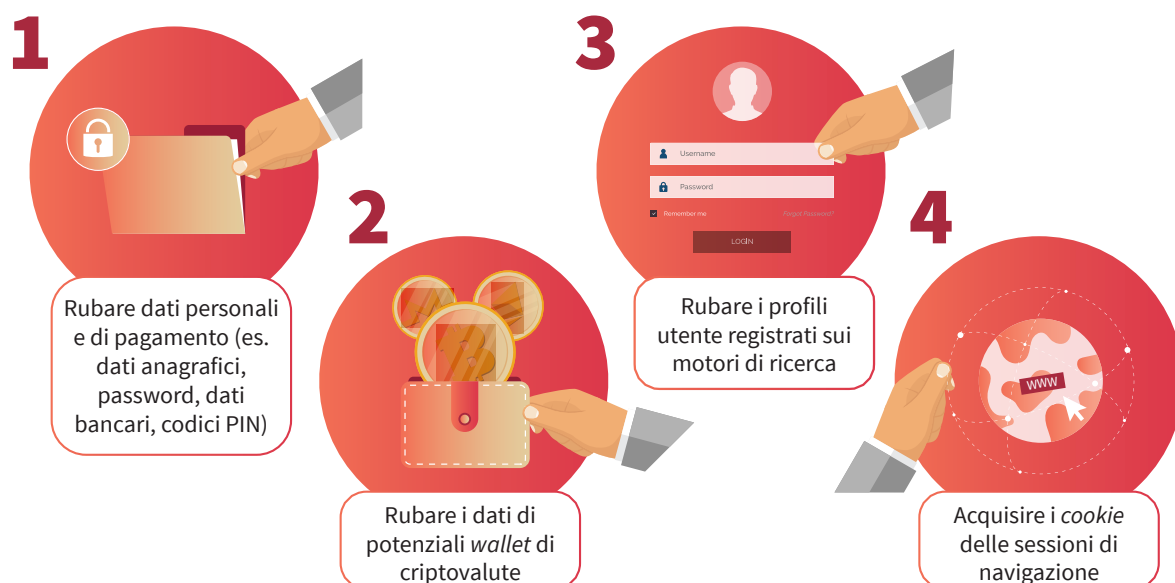 1
Rubare dati personali
e di pagamento (es.
dati anagrafici,
password, dati
bancari, codici PIN)
2
Rubare i dati di
potenziali wallet di
criptovalute
3
Username
Password
Remember me
Forgot Password?
LOGIN
Rubare i profili
utente registrati sui
motori di ricerca
4
WWW
Acquisire i cookie
delle sessioni di
navigazione